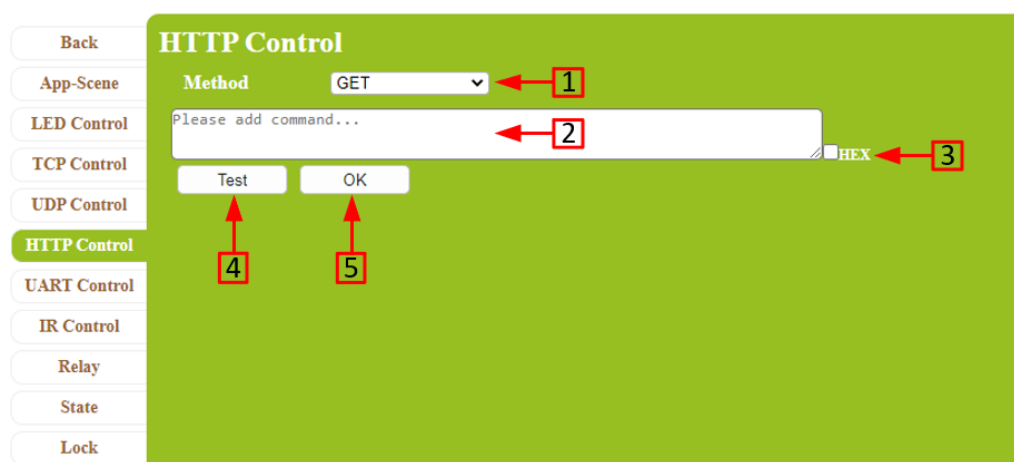 Back
App-Scene
LED Control
TCP Control
UDP Control
HTTP Control
UART Control
IR Control
Relay
State
Lock
HTTP Control
Method GET 1
Please add command... 2
HEX 3
Test OK
4 5